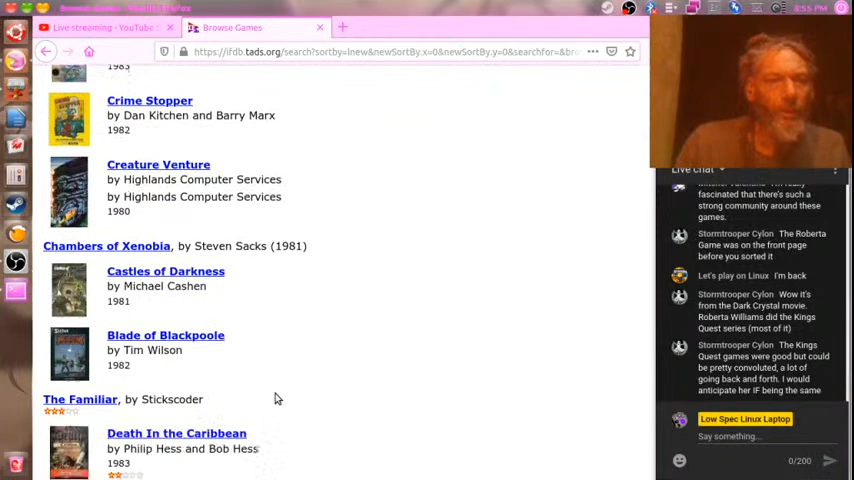 8:55 PM
Live streaming - YouTube
Browse Games
https://ifdb.tads.org/search?sortby=lnew&newSortBy.x=0&newSortBy.y=0&searchfor=&bro
1983
Crime Stopper
by Dan Kitchen and Barry Marx
1982
Creature Venture
by Highlands Computer Services
by Highlands Computer Services
1980
Chambers of Xenobia, by Steven Sacks (1981)
Castles of Darkness
by Michael Cashen
1981
Blade of Blackpoole
by Tim Wilson
1982
The Familiar, by Stickscoder
Death In the Caribbean
by Philip Hess and Bob Hess
1983
Live chat
I'm really
fascinated that there's such a
strong community around these
games.
Stormtrooper Cylon The Roberta
Game was on the front page
before you sorted it
Let's play on Linux I'm back
Stormtrooper Cylon Wow it's
from the Dark Crystal movie.
Roberta Williams did the Kings
Quest series (most of it)
Stormtrooper Cylon The Kings
Quest games were good but could
be pretty convoluted, a lot of
going back and forth. I would
anticipate her IF being the same
Low Spec Linux Laptop
Say something...
0/200